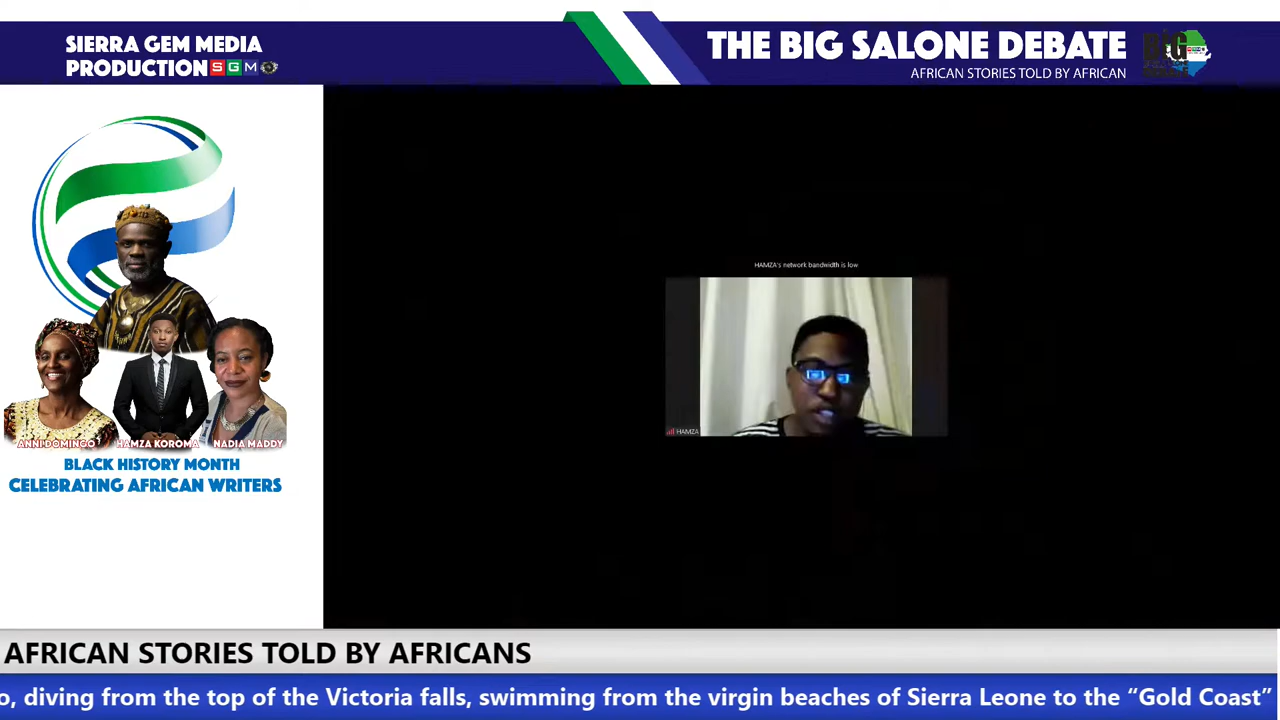 SIERRA GEM MEDIA
PRODUCTION SGM
THE BIG SALONE DEBATE
AFRICAN STORIES TOLD BY AFRICAN
BIG
HAMZA's network bandwidth is low
HAMZA
ANNI DOMINGO
HAMZA KOROMA
NADIA MADDY
BLACK HISTORY MONTH
CELEBRATING AFRICAN WRITERS
AFRICAN STORIES TOLD BY AFRICANS
o, diving from the top of the Victoria falls, swimming from the virgin beaches of Sierra Leone to the “Gold Coast”